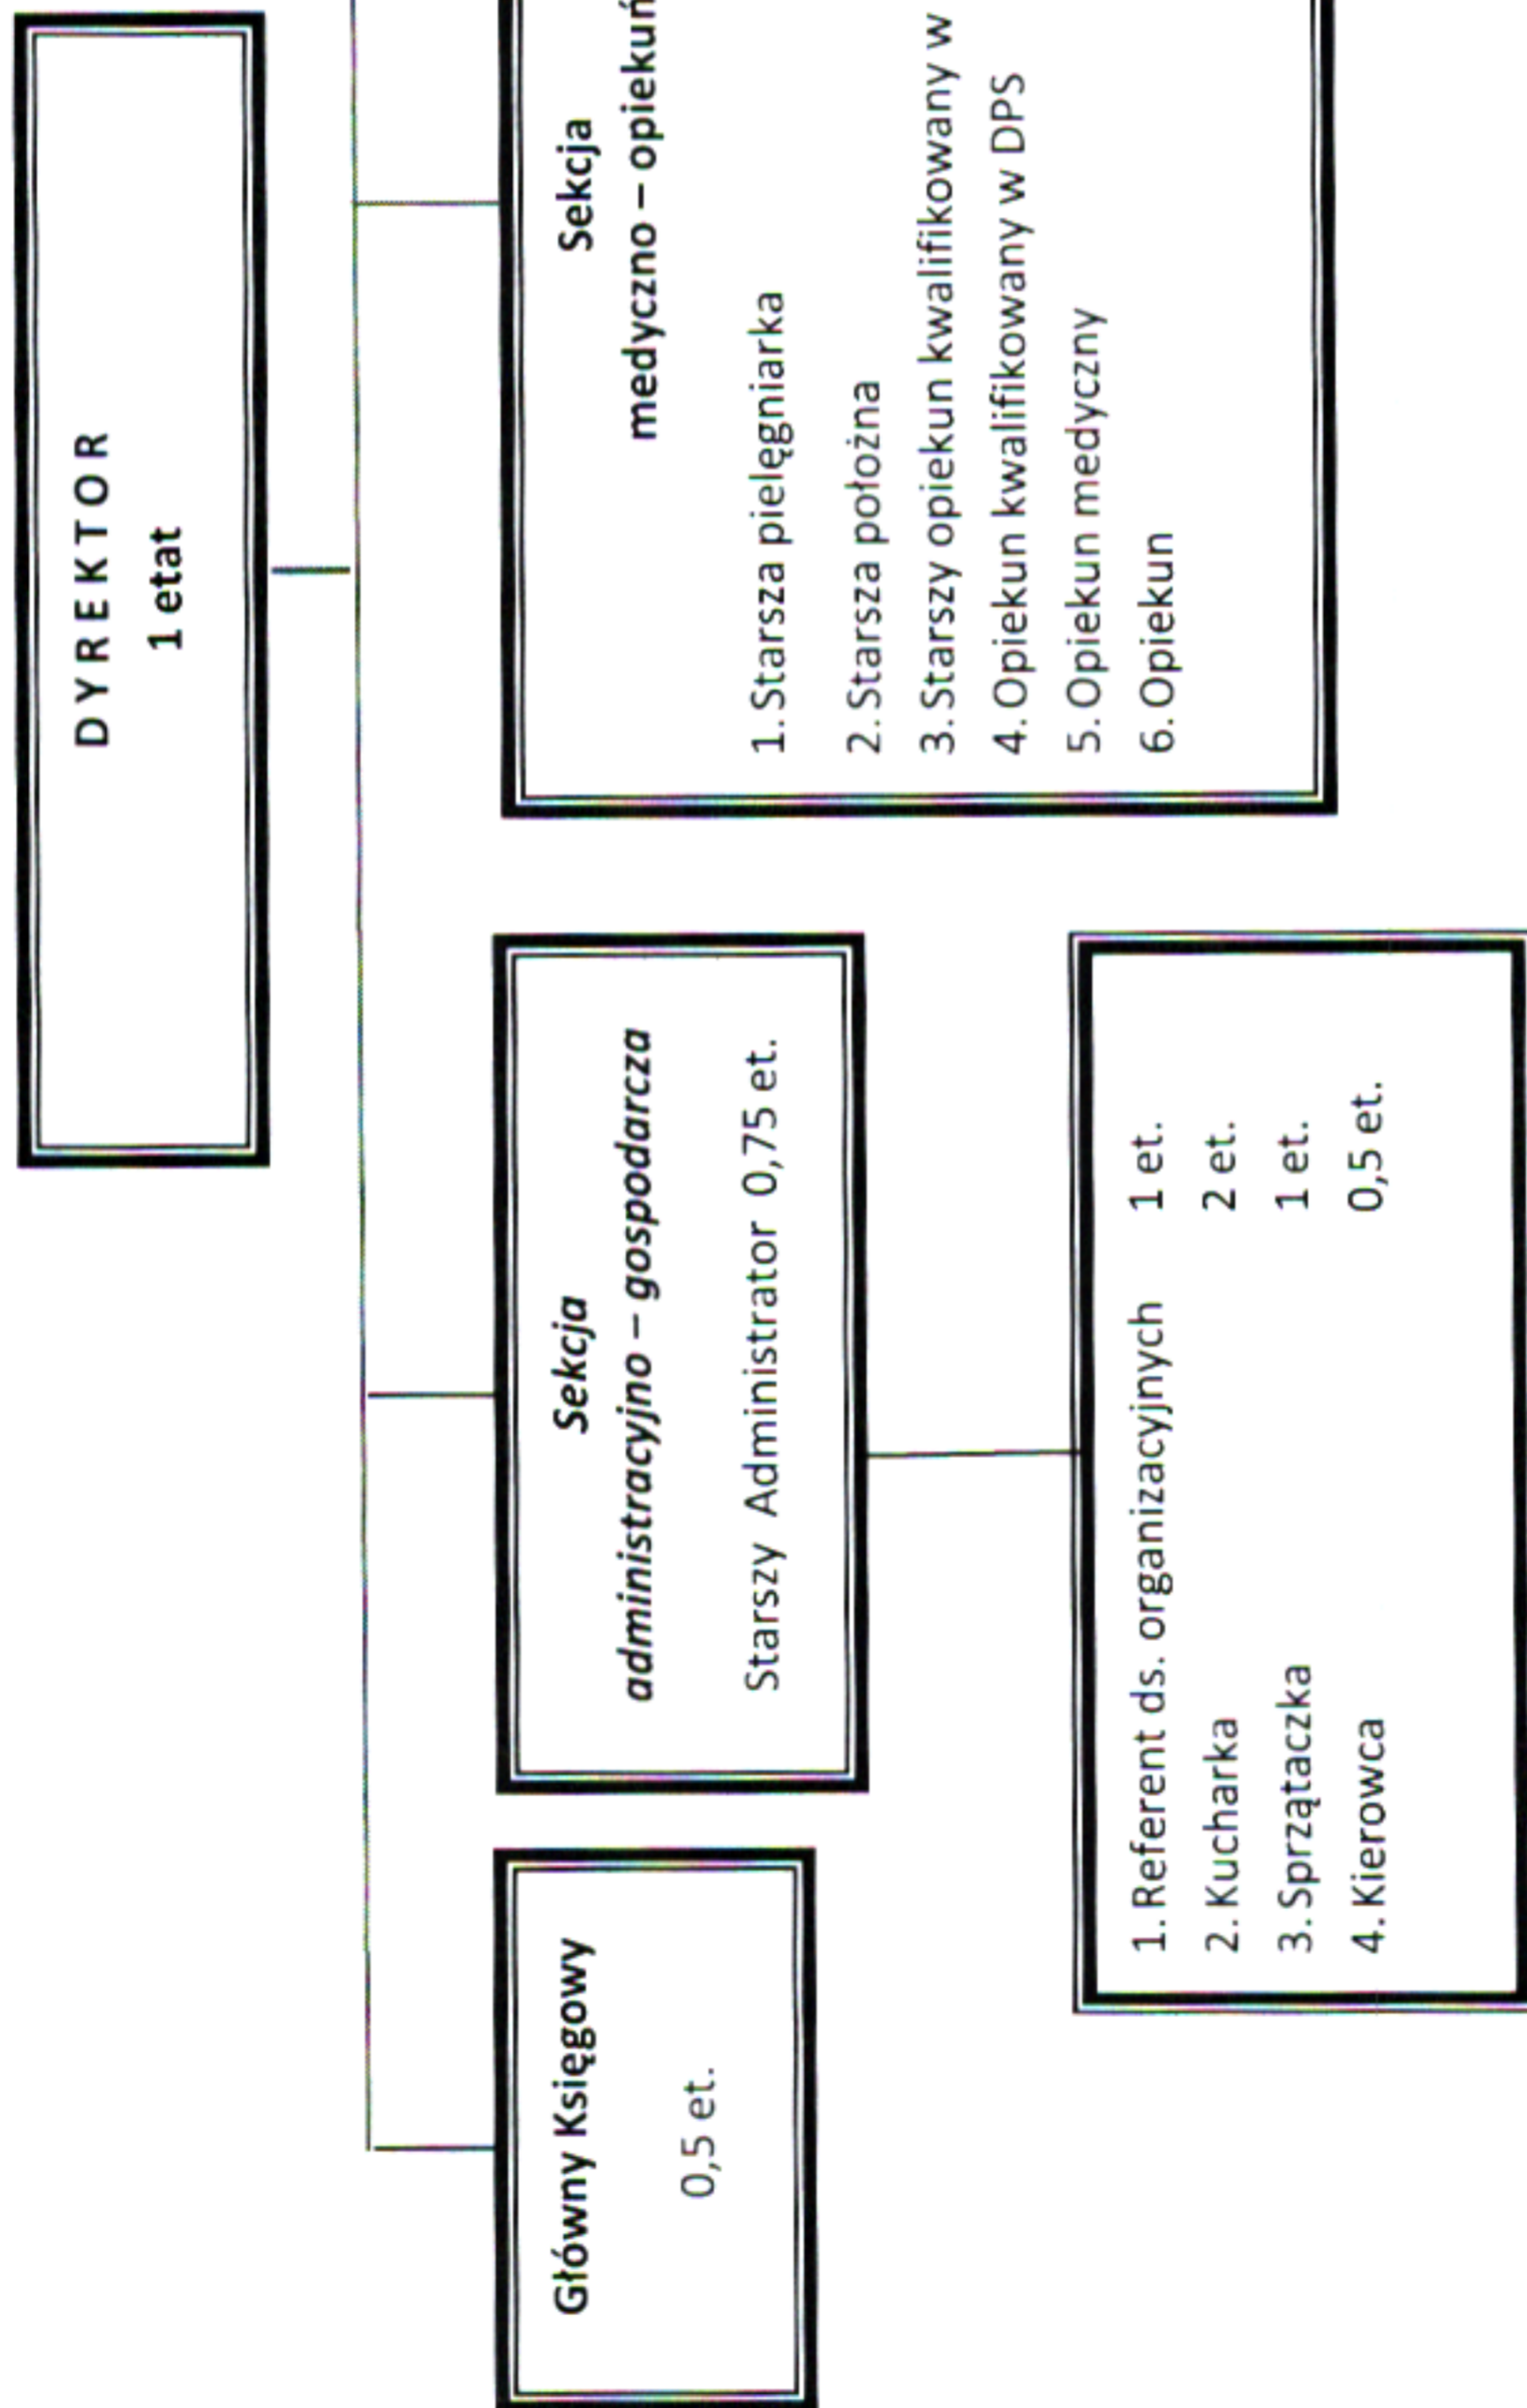 DYREKTOR
1 etat
Główny Księgowy
0,5 et.
Sekcja
administracyjno – gospodarcza
Starszy Administrator 0,75 et.
1. Referent ds. organizacyjnych 1 et.
2. Kucharka 2 et.
3. Sprzątaczka 1 et.
4. Kierowca 0,5 et.
Sekcja
medyczno – opiekuń
1. Starsza pielęgniarka
2. Starsza położna
3. Starszy opiekun kwalifikowany w
4. Opiekun kwalifikowany w DPS
5. Opiekun medyczny
6. Opiekun